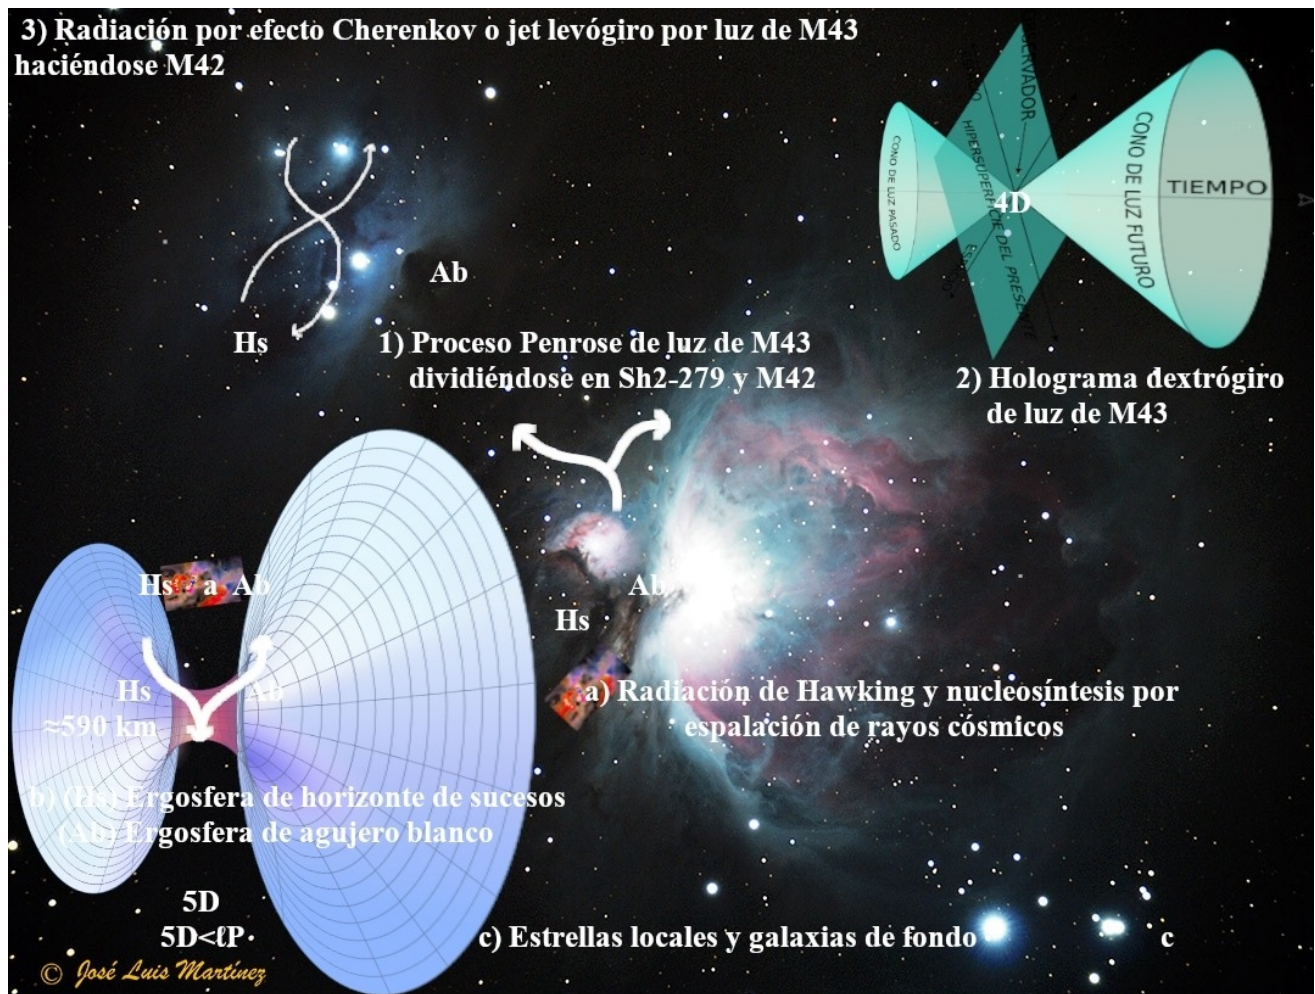 3) Radiación por efecto Cherenkov o jet levógiro por luz de M43
haciéndose M42
CONO DE LUZ PASADO
HIPERSUPERFICIE DEL PRESENTE
4D
CONO DE LUZ FUTURO
TIEMPO
Ab
Hs
1) Proceso Penrose de luz de M43
dividiéndose en Sh2-279 y M42
2) Holograma dextrógiro
de luz de M43
Hs a Ab
Ab
Hs
Hs
Ab
≈590 km
a) Radiación de Hawking y nucleosíntesis por
espalación de rayos cósmicos
b) (Hs) Ergosfera de horizonte de sucesos
(Ab) Ergosfera de agujero blanco
5D
5D<ℓP
c) Estrellas locales y galaxias de fondo
c
© José Luis Martínez